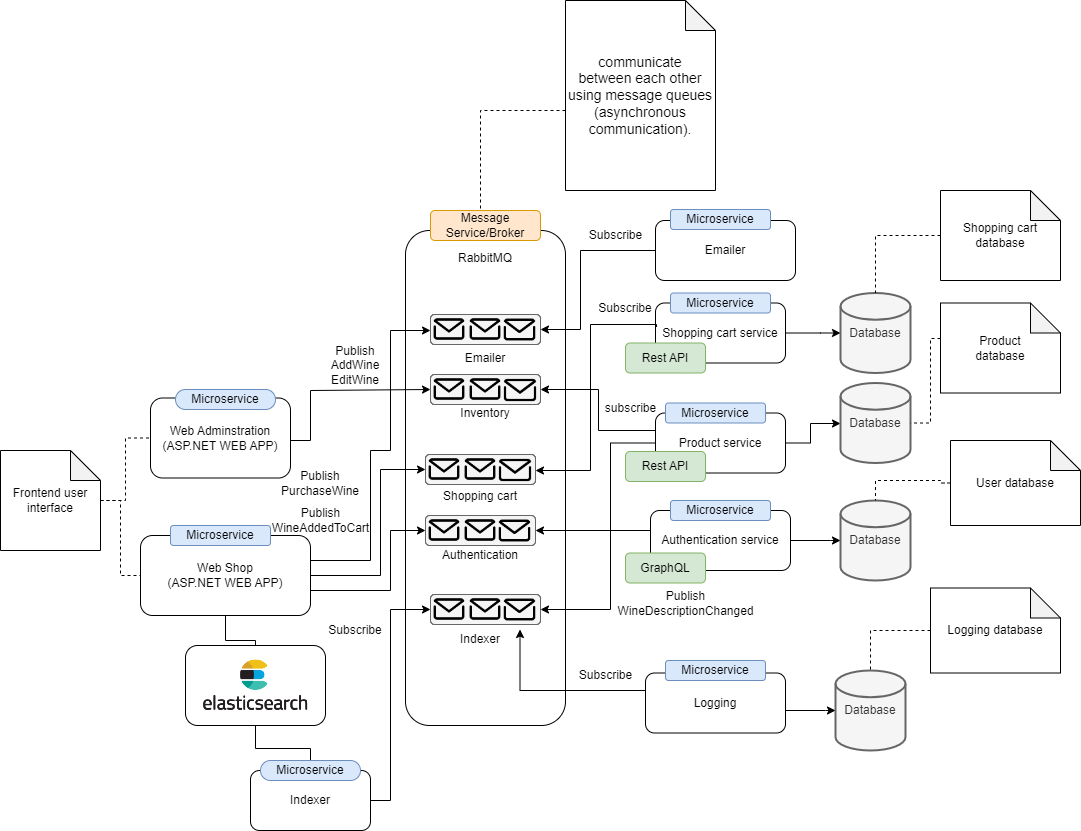 communicate
between each other
using message queues
(asynchronous
communication).
Message
Service/Broker
RabbitMQ
Subscribe
Microservice
Emailer
Shopping cart
database
Subscribe
Microservice
Shopping cart service
Rest API
Database
Product
database
Emailer
Publish
AddWine
EditWine
Inventory
subscribe
Microservice
Product service
Rest API
Database
Microservice
Web Adminstration
(ASP.NET WEB APP)
Frontend user
interface
Publish
PurchaseWine
Shopping cart
User database
Publish
WineAddedToCart
Microservice
Web Shop
(ASP.NET WEB APP)
Authentication
Microservice
Authentication service
GraphQL
Database
Publish
WineDescriptionChanged
Subscribe
Indexer
Logging database
Subscribe
Microservice
Logging
Database
elasticsearch
Microservice
Indexer